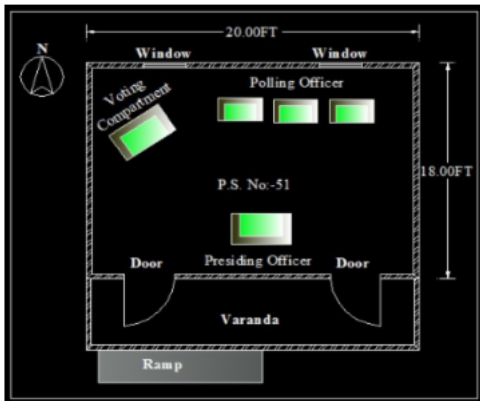 20.00FT
N
Window
Window
Polling Officer
Voting
Compartment
18.00FT
P.S. No:-51
Door
Presiding Officer
Door
Varanda
Ramp